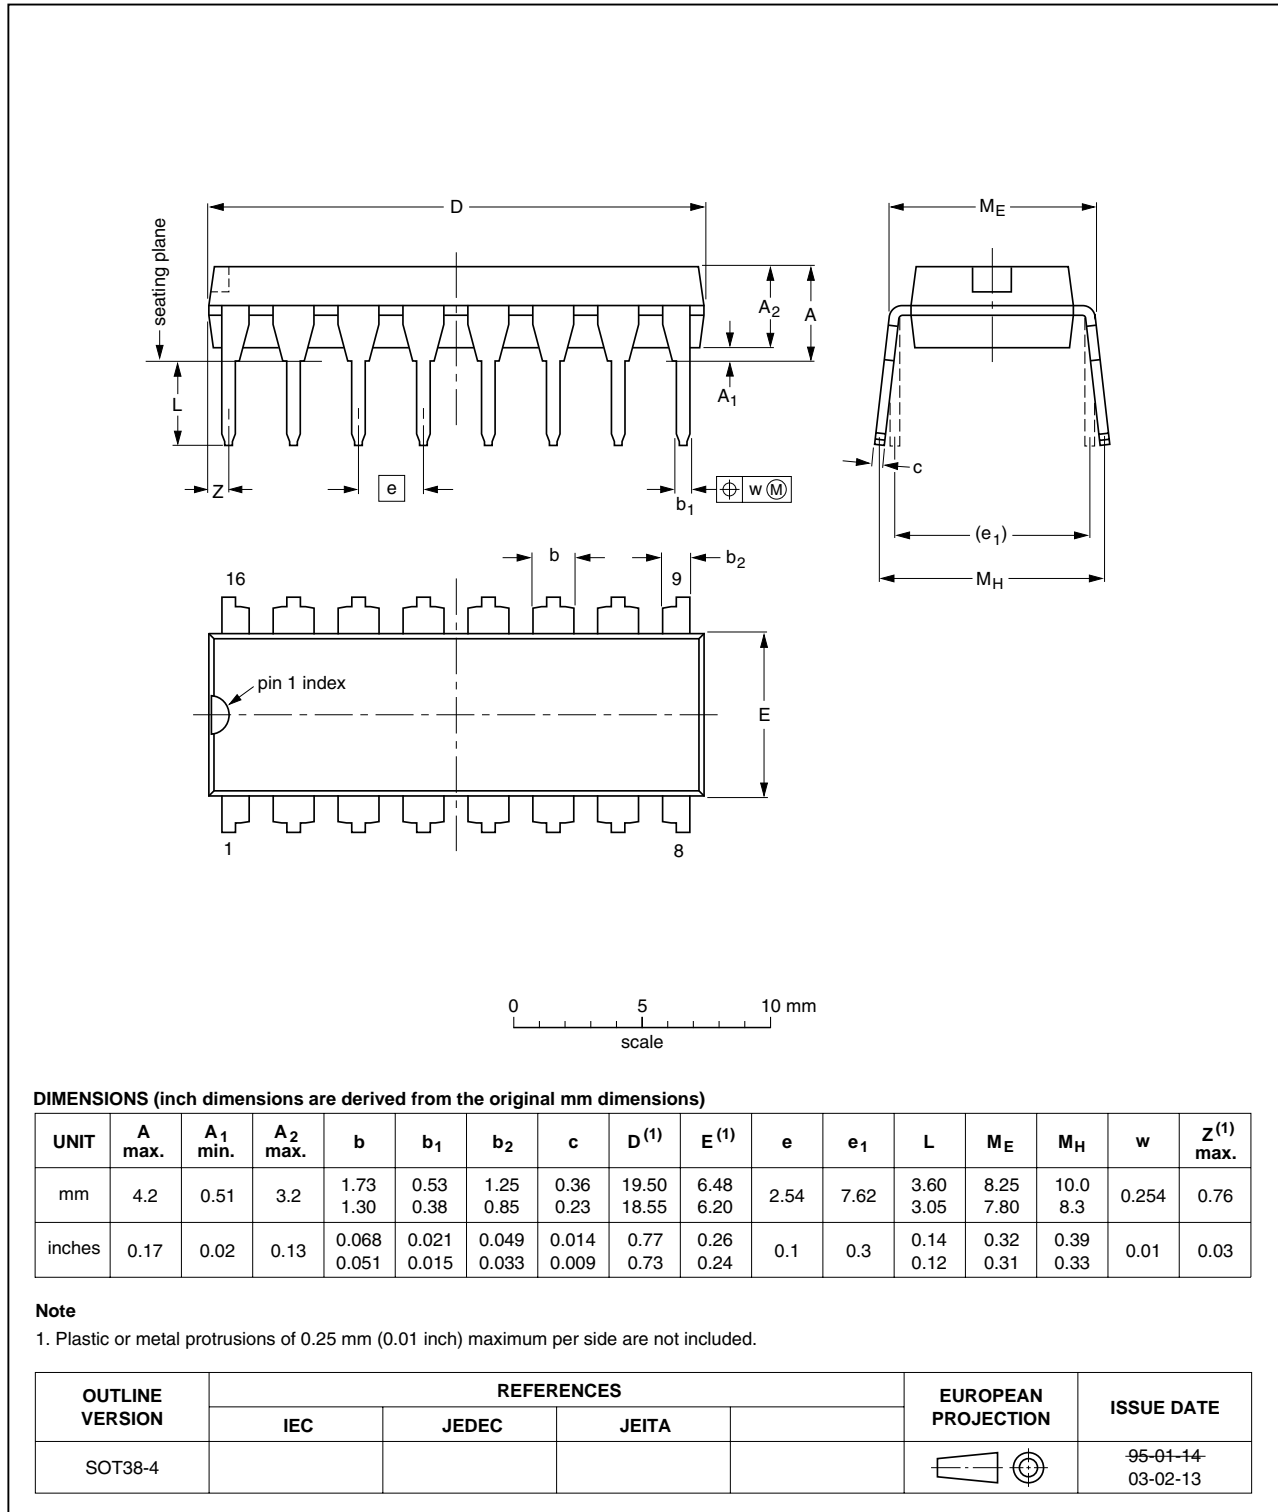 D
M_E
seating plane
A_2
A
A_1
L
Z
e
b_1
w M
c
(e_1)
M_H
b
b_2
16
9
pin 1 index
E
1
8
0 5 10 mm
scale
DIMENSIONS (inch dimensions are derived from the original mm dimensions)
UNIT A max. A1 min. A2 max. b b1 b2 c D(1) E(1) e e1 L ME MH w Z(1) max.
mm 4.2 0.51 3.2 1.73 1.30 0.53 0.38 1.25 0.85 0.36 0.23 19.50 18.55 6.48 6.20 2.54 7.62 3.60 3.05 8.25 7.80 10.0 8.3 0.254 0.76
inches 0.17 0.02 0.13 0.068 0.051 0.021 0.015 0.049 0.033 0.014 0.009 0.77 0.73 0.26 0.24 0.1 0.3 0.14 0.12 0.32 0.31 0.39 0.33 0.01 0.03
Note
1. Plastic or metal protrusions of 0.25 mm (0.01 inch) maximum per side are not included.
OUTLINE VERSION REFERENCES EUROPEAN PROJECTION ISSUE DATE
IEC JEDEC JEITA
SOT38-4 95-01-14
03-02-13